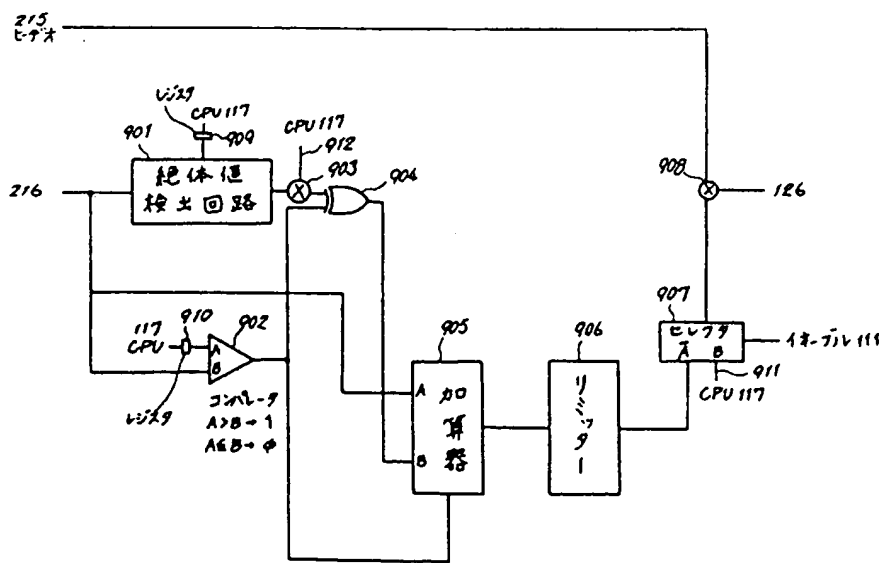 215
ビデオ
レジスタ
CPU 117
909
901
絶体値
検出回路
CPU 117
912
903
904
216
908
126
117
CPU
910
902
A
B
レジスタ
コンパレータ
A>B→1
A≦B→φ
905
A
加
算
器
B
906
リミッター
907
セレクタ
A B
イネーブル 119
911
CPU 117